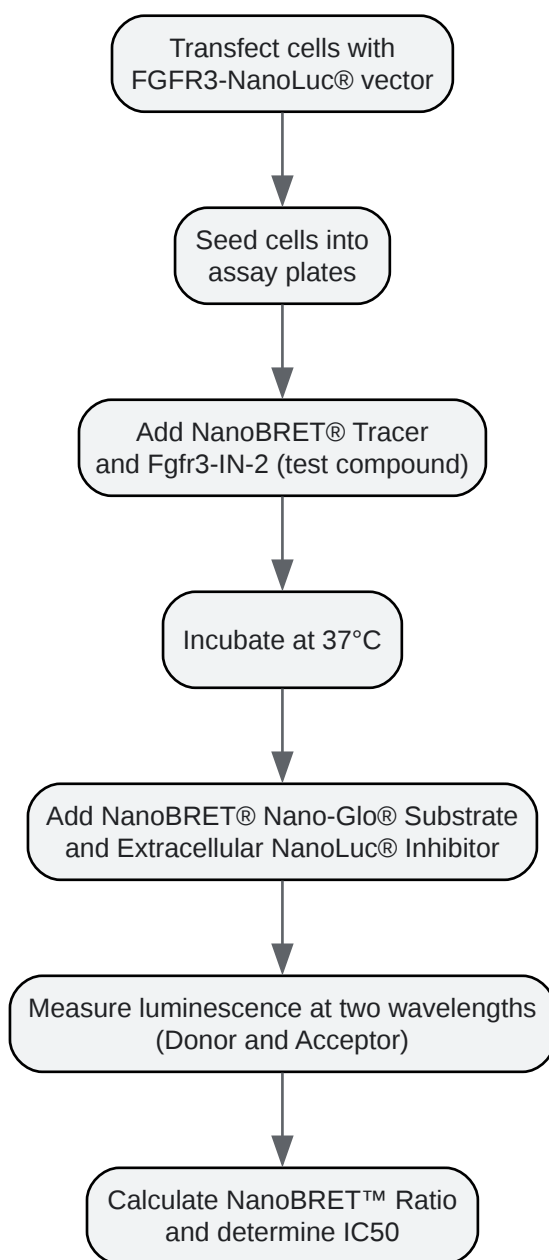 Transfect cells with
FGFR3-NanoLuc® vector
Seed cells into
assay plates
Add NanoBRET® Tracer
and Fgfr3-IN-2 (test compound)
Incubate at 37°C
Add NanoBRET® Nano-Glo® Substrate
and Extracellular NanoLuc® Inhibitor
Measure luminescence at two wavelengths
(Donor and Acceptor)
Calculate NanoBRET™ Ratio
and determine IC50